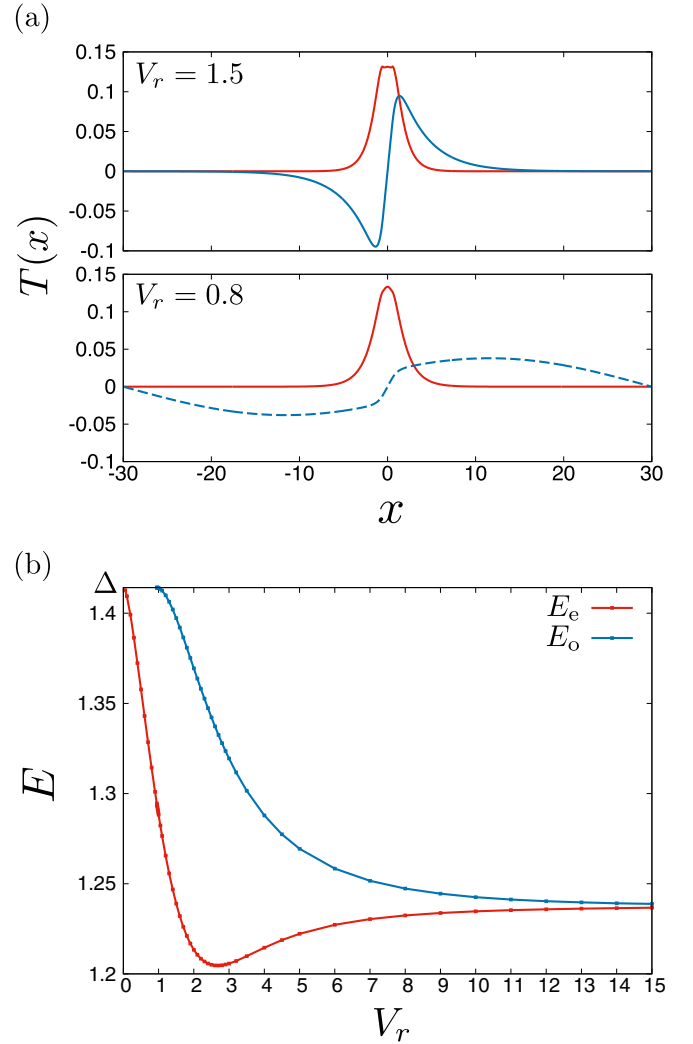 (a)
V_r = 1.5
0.15
0.1
0.05
0
-0.05
-0.1
T(x)
V_r = 0.8
0.15
0.1
0.05
0
-0.05
-0.1
-30 -20 -10 0 10 20 30
x
(b)
Δ
1.4
1.35
1.3
1.25
1.2
E
E_e
E_o
0 1 2 3 4 5 6 7 8 9 10 11 12 13 14 15
V_r